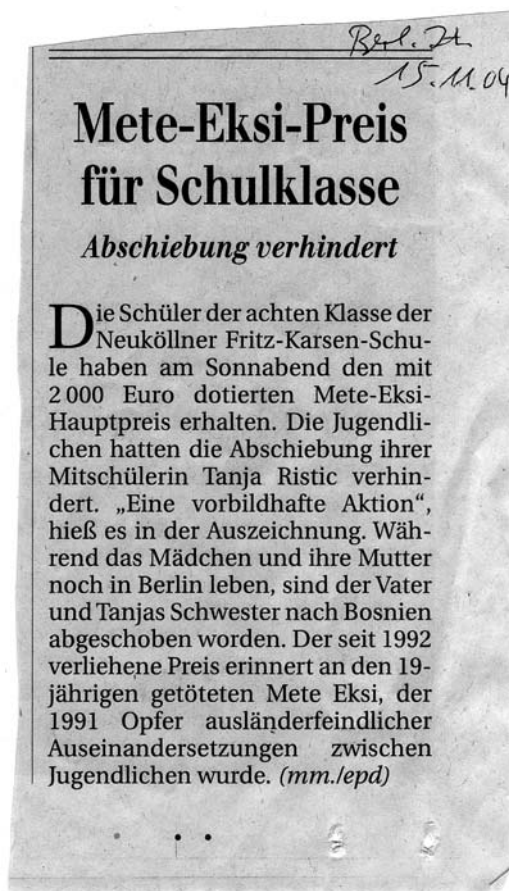 Berl. Zt.
15.11.04
Mete-Eksi-Preis
für Schulklasse
Abschiebung verhindert
Die Schüler der achten Klasse der
Neuköllner Fritz-Karsen-Schu-
le haben am Sonnabend den mit
2 000 Euro dotierten Mete-Eksi-
Hauptpreis erhalten. Die Jugendli-
chen hatten die Abschiebung ihrer
Mitschülerin Tanja Ristic verhin-
dert. „Eine vorbildhafte Aktion“,
hieß es in der Auszeichnung. Wäh-
rend das Mädchen und ihre Mutter
noch in Berlin leben, sind der Vater
und Tanjas Schwester nach Bosnien
abgeschoben worden. Der seit 1992
verliehene Preis erinnert an den 19-
jährigen getöteten Mete Eksi, der
1991 Opfer ausländerfeindlicher
Auseinandersetzungen zwischen
Jugendlichen wurde. (mm./epd)